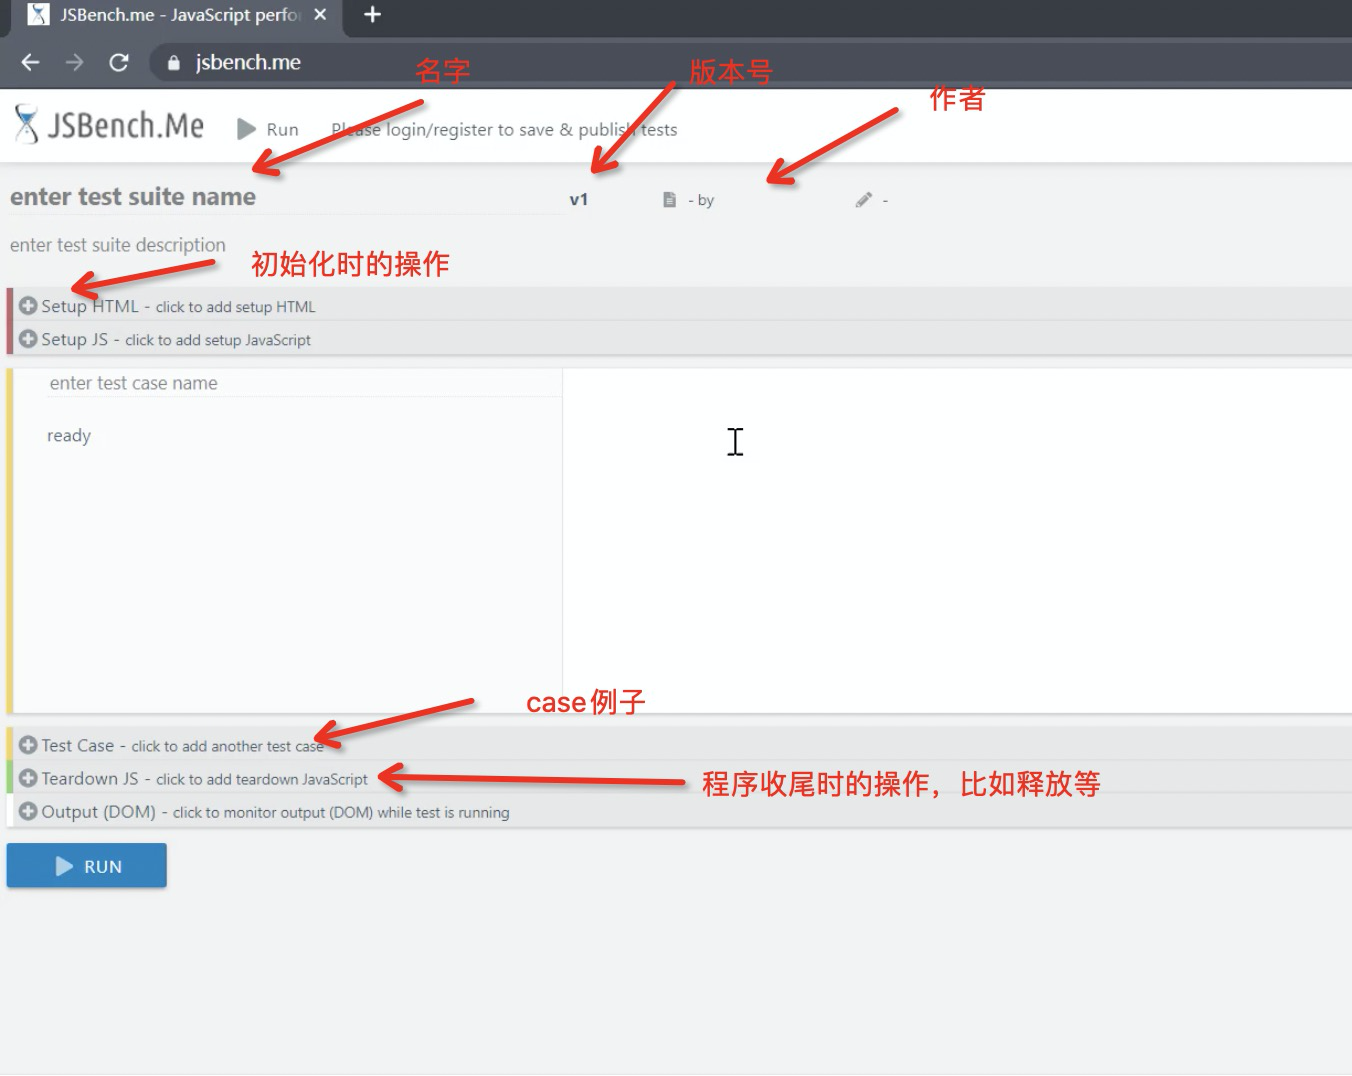 JSBench.me - JavaScript perfo
jsbench.me
名字
版本号
作者
JSBench.Me
Run
Please login/register to save & publish tests
enter test suite name
v1
- by
-
enter test suite description
初始化时的操作
Setup HTML - click to add setup HTML
Setup JS - click to add setup JavaScript
enter test case name
ready
case例子
Test Case - click to add another test case
Teardown JS - click to add teardown JavaScript
程序收尾时的操作，比如释放等
Output (DOM) - click to monitor output (DOM) while test is running
RUN